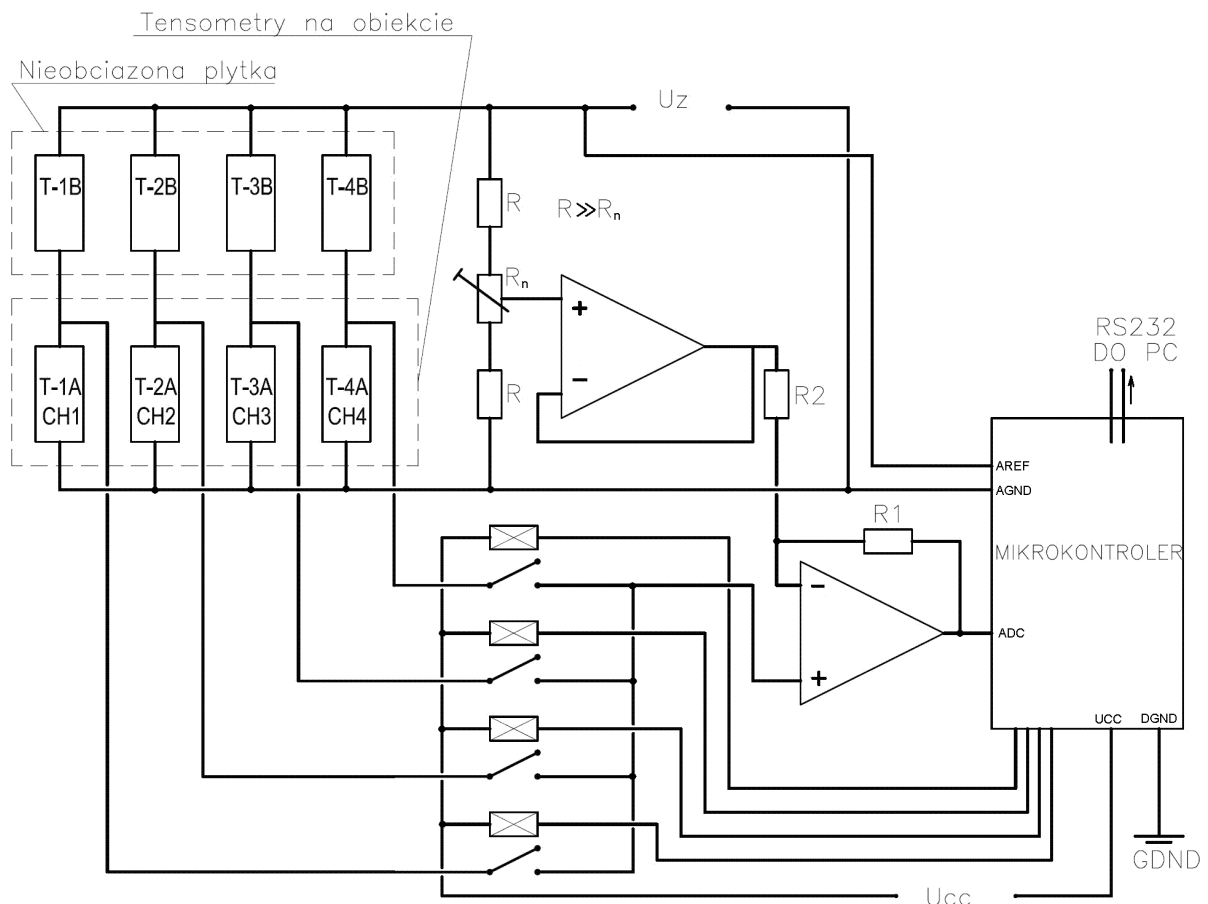 Tensometry na obiekcie
Nieobciazona plytka
Uz
T-1B
T-2B
T-3B
T-4B
R
R≫Rn
Rn
T-1A
CH1
T-2A
CH2
T-3A
CH3
T-4A
CH4
R
+
-
R2
RS232
DO PC
AREF
AGND
R1
MIKROKONTROLER
-
+
ADC
UCC
DGND
GDND
Ucc